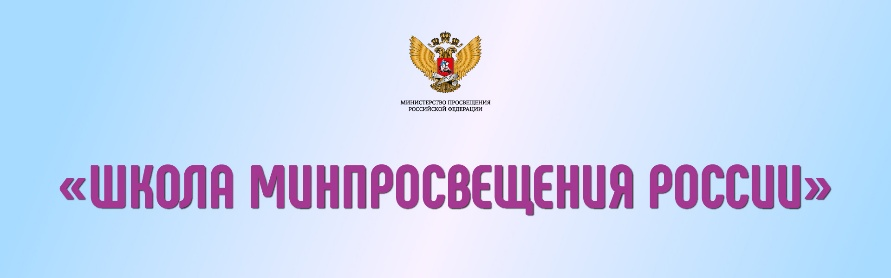 МИНИСТЕРСТВО ПРОСВЕЩЕНИЯ
РОССИЙСКОЙ ФЕДЕРАЦИИ
«ШКОЛА МИНПРОСВЕЩЕНИЯ РОССИИ»